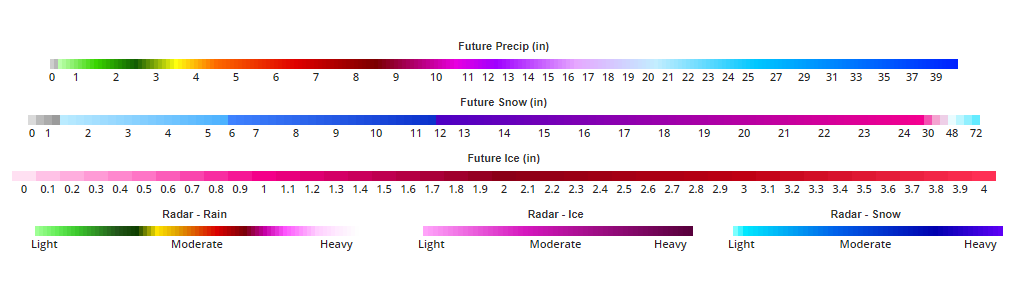 Future Precip (in)
0 1 2 3 4 5 6 7 8 9 10 11 12 13 14 15 16 17 18 19 20 21 22 23 24 25 27 29 31 33 35 37 39
Future Snow (in)
0 1 2 3 4 5 6 7 8 9 10 11 12 13 14 15 16 17 18 19 20 21 22 23 24 30 48 72
Future Ice (in)
0 0.1 0.2 0.3 0.4 0.5 0.6 0.7 0.8 0.9 1 1.1 1.2 1.3 1.4 1.5 1.6 1.7 1.8 1.9 2 2.1 2.2 2.3 2.4 2.5 2.6 2.7 2.8 2.9 3 3.1 3.2 3.3 3.4 3.5 3.6 3.7 3.8 3.9 4
Radar - Rain Radar - Ice Radar - Snow
Light Moderate Heavy Light Moderate Heavy Light Moderate Heavy